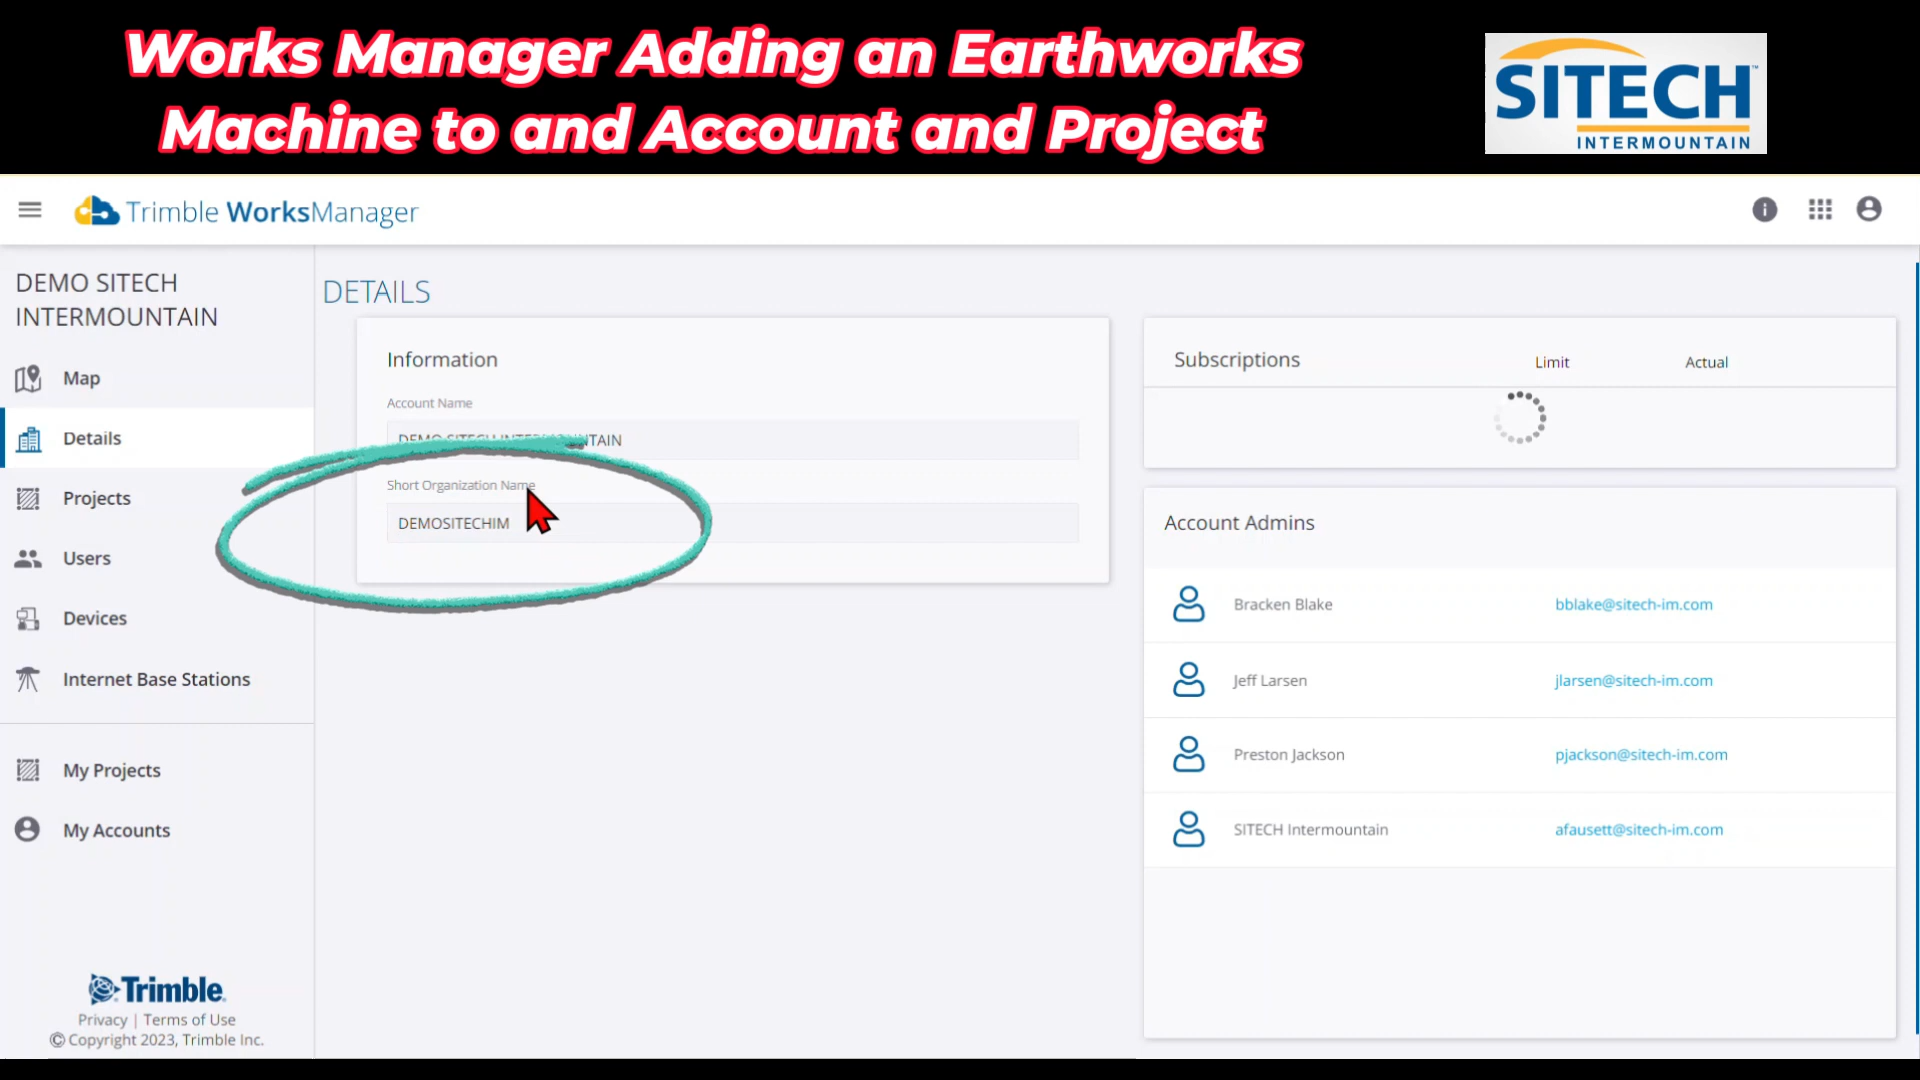 Works Manager Adding an Earthworks
Machine to and Account and Project
SITECH™
INTERMOUNTAIN
Trimble WorksManager
DEMO SITECH
INTERMOUNTAIN
Map
Details
Projects
Users
Devices
Internet Base Stations
My Projects
My Accounts
Trimble
Privacy | Terms of Use
© Copyright 2023, Trimble Inc.
DETAILS
Information
Account Name
DEMO SITECH INTERMOUNTAIN
Short Organization Name
DEMOSITECHIM
Subscriptions Limit Actual
Account Admins
Bracken Blake bblake@sitech-im.com
Jeff Larsen jlarsen@sitech-im.com
Preston Jackson pjackson@sitech-im.com
SITECH Intermountain afausett@sitech-im.com